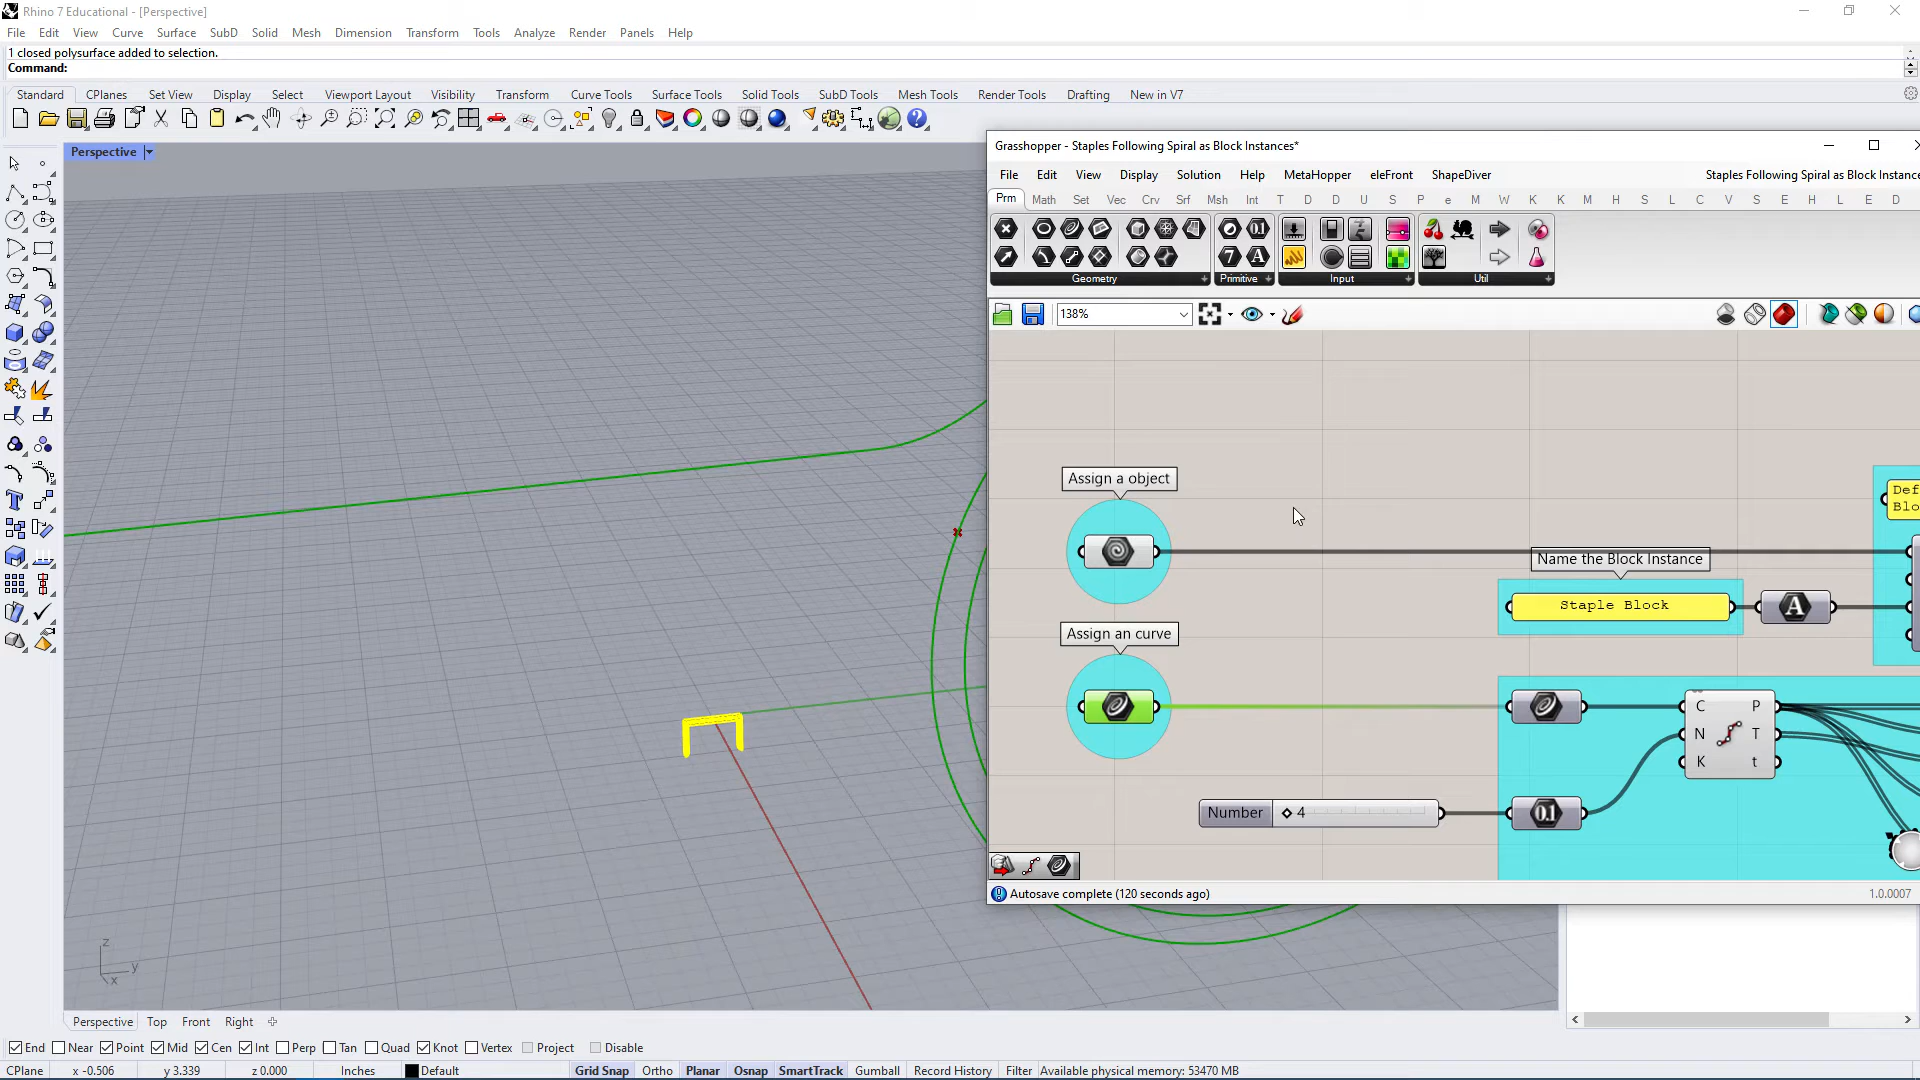 Rhino 7 Educational - [Perspective]
File Edit View Curve Surface SubD Solid Mesh Dimension Transform Tools Analyze Render Panels Help
1 closed polysurface added to selection.
Command:
Standard CPlanes Set View Display Select Viewport Layout Visibility Transform Curve Tools Surface Tools Solid Tools SubD Tools Mesh Tools Render Tools Drafting New in V7
Perspective
Grasshopper - Staples Following Spiral as Block Instances*
File Edit View Display Solution Help MetaHopper eleFront ShapeDiver Staples Following Spiral as Block Instance
Prm Math Set Vec Crv Srf Msh Int T D D U S P e M W K K M H S L C V S E H L E D
Geometry Primitive Input Util
138%
Assign a object
Def
Blo
Name the Block Instance
Staple Block
A
Assign an curve
C P
N T
K t
Number 4
0.1
Autosave complete (120 seconds ago) 1.0.0007
z
y
x
Perspective Top Front Right
End Near Point Mid Cen Int Perp Tan Quad Knot Vertex Project Disable
CPlane x -0.506 y 3.339 z 0.000 Inches Default Grid Snap Ortho Planar Osnap SmartTrack Gumball Record History Filter Available physical memory: 53470 MB